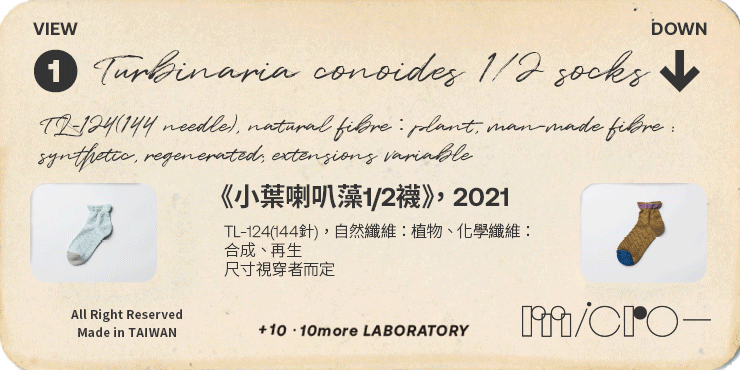 VIEW
DOWN
1 Turbinaria conoides 1/2 socks
TL-124(144 needle), natural fibre : plant, man-made fibre :
synthetic, regenerated; extensions variable
《小葉喇叭藻1/2襪》, 2021
TL-124(144針)，自然纖維：植物、化學纖維：
合成、再生
尺寸視穿者而定
All Right Reserved
Made in TAIWAN
+10 · 10more LABORATORY
micro—